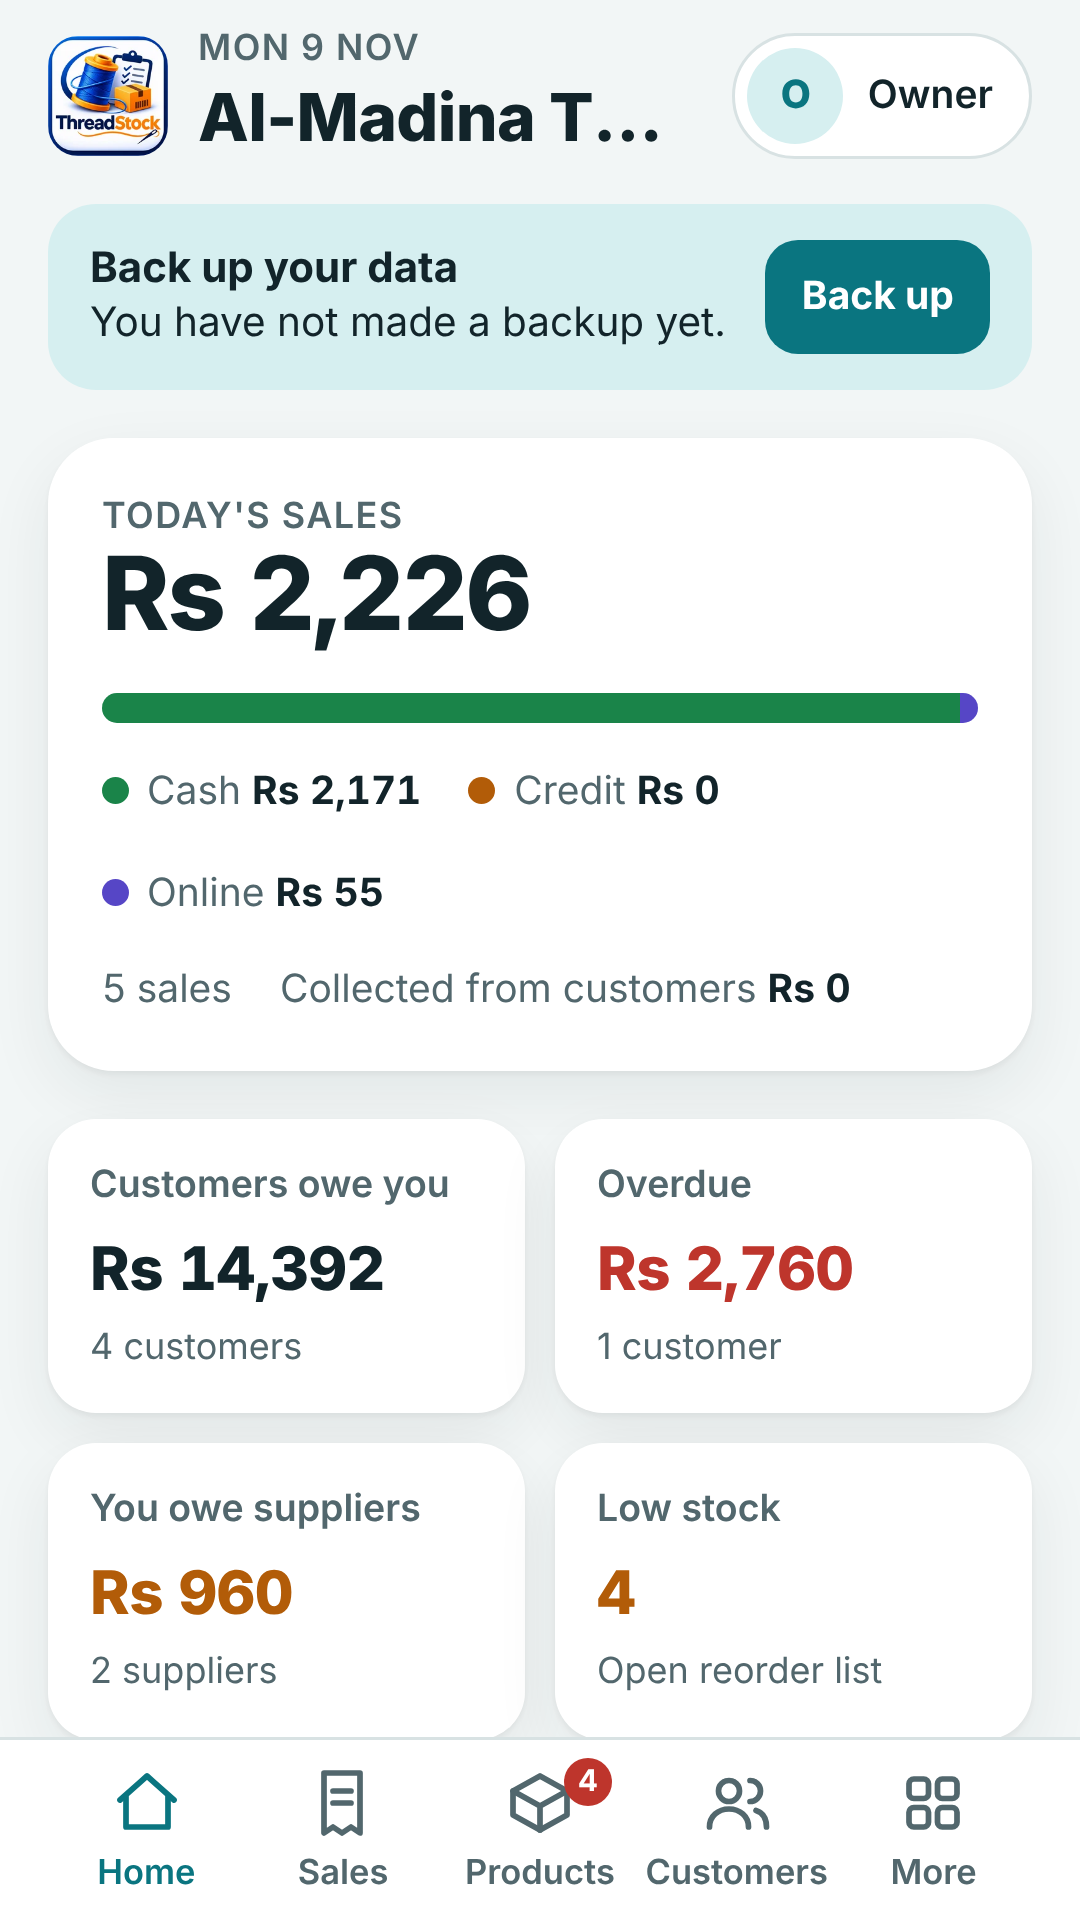 ThreadStock
MON 9 NOV
Al-Madina T...
O
Owner
Back up your data
You have not made a backup yet.
Back up
TODAY'S SALES
Rs 2,226
Cash Rs 2,171
Credit Rs 0
Online Rs 55
5 sales
Collected from customers Rs 0
Customers owe you
Rs 14,392
4 customers
Overdue
Rs 2,760
1 customer
You owe suppliers
Rs 960
2 suppliers
Low stock
4
Open reorder list
Home
Sales
4
Products
Customers
More